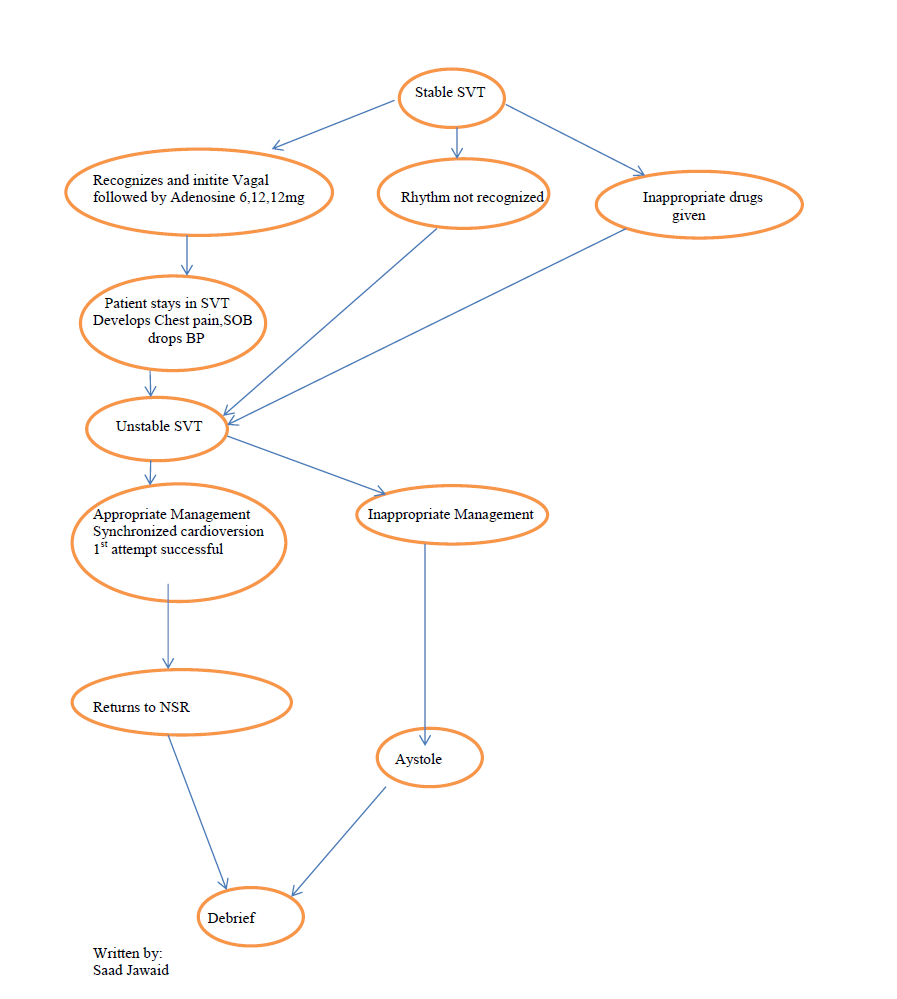 Stable SVT
Recognizes and initite Vagal
followed by Adenosine 6,12,12mg
Rhythm not recognized
Inappropriate drugs
given
Patient stays in SVT
Develops Chest pain,SOB
drops BP
Unstable SVT
Appropriate Management
Synchronized cardioversion
1st attempt successful
Inappropriate Management
Returns to NSR
Aystole
Debrief
Written by:
Saad Jawaid